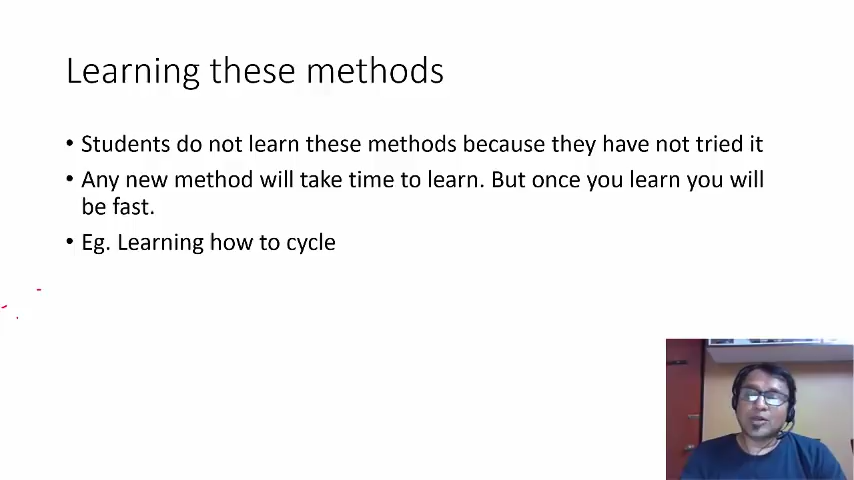 Learning these methods
• Students do not learn these methods because they have not tried it
• Any new method will take time to learn. But once you learn you will
be fast.
• Eg. Learning how to cycle